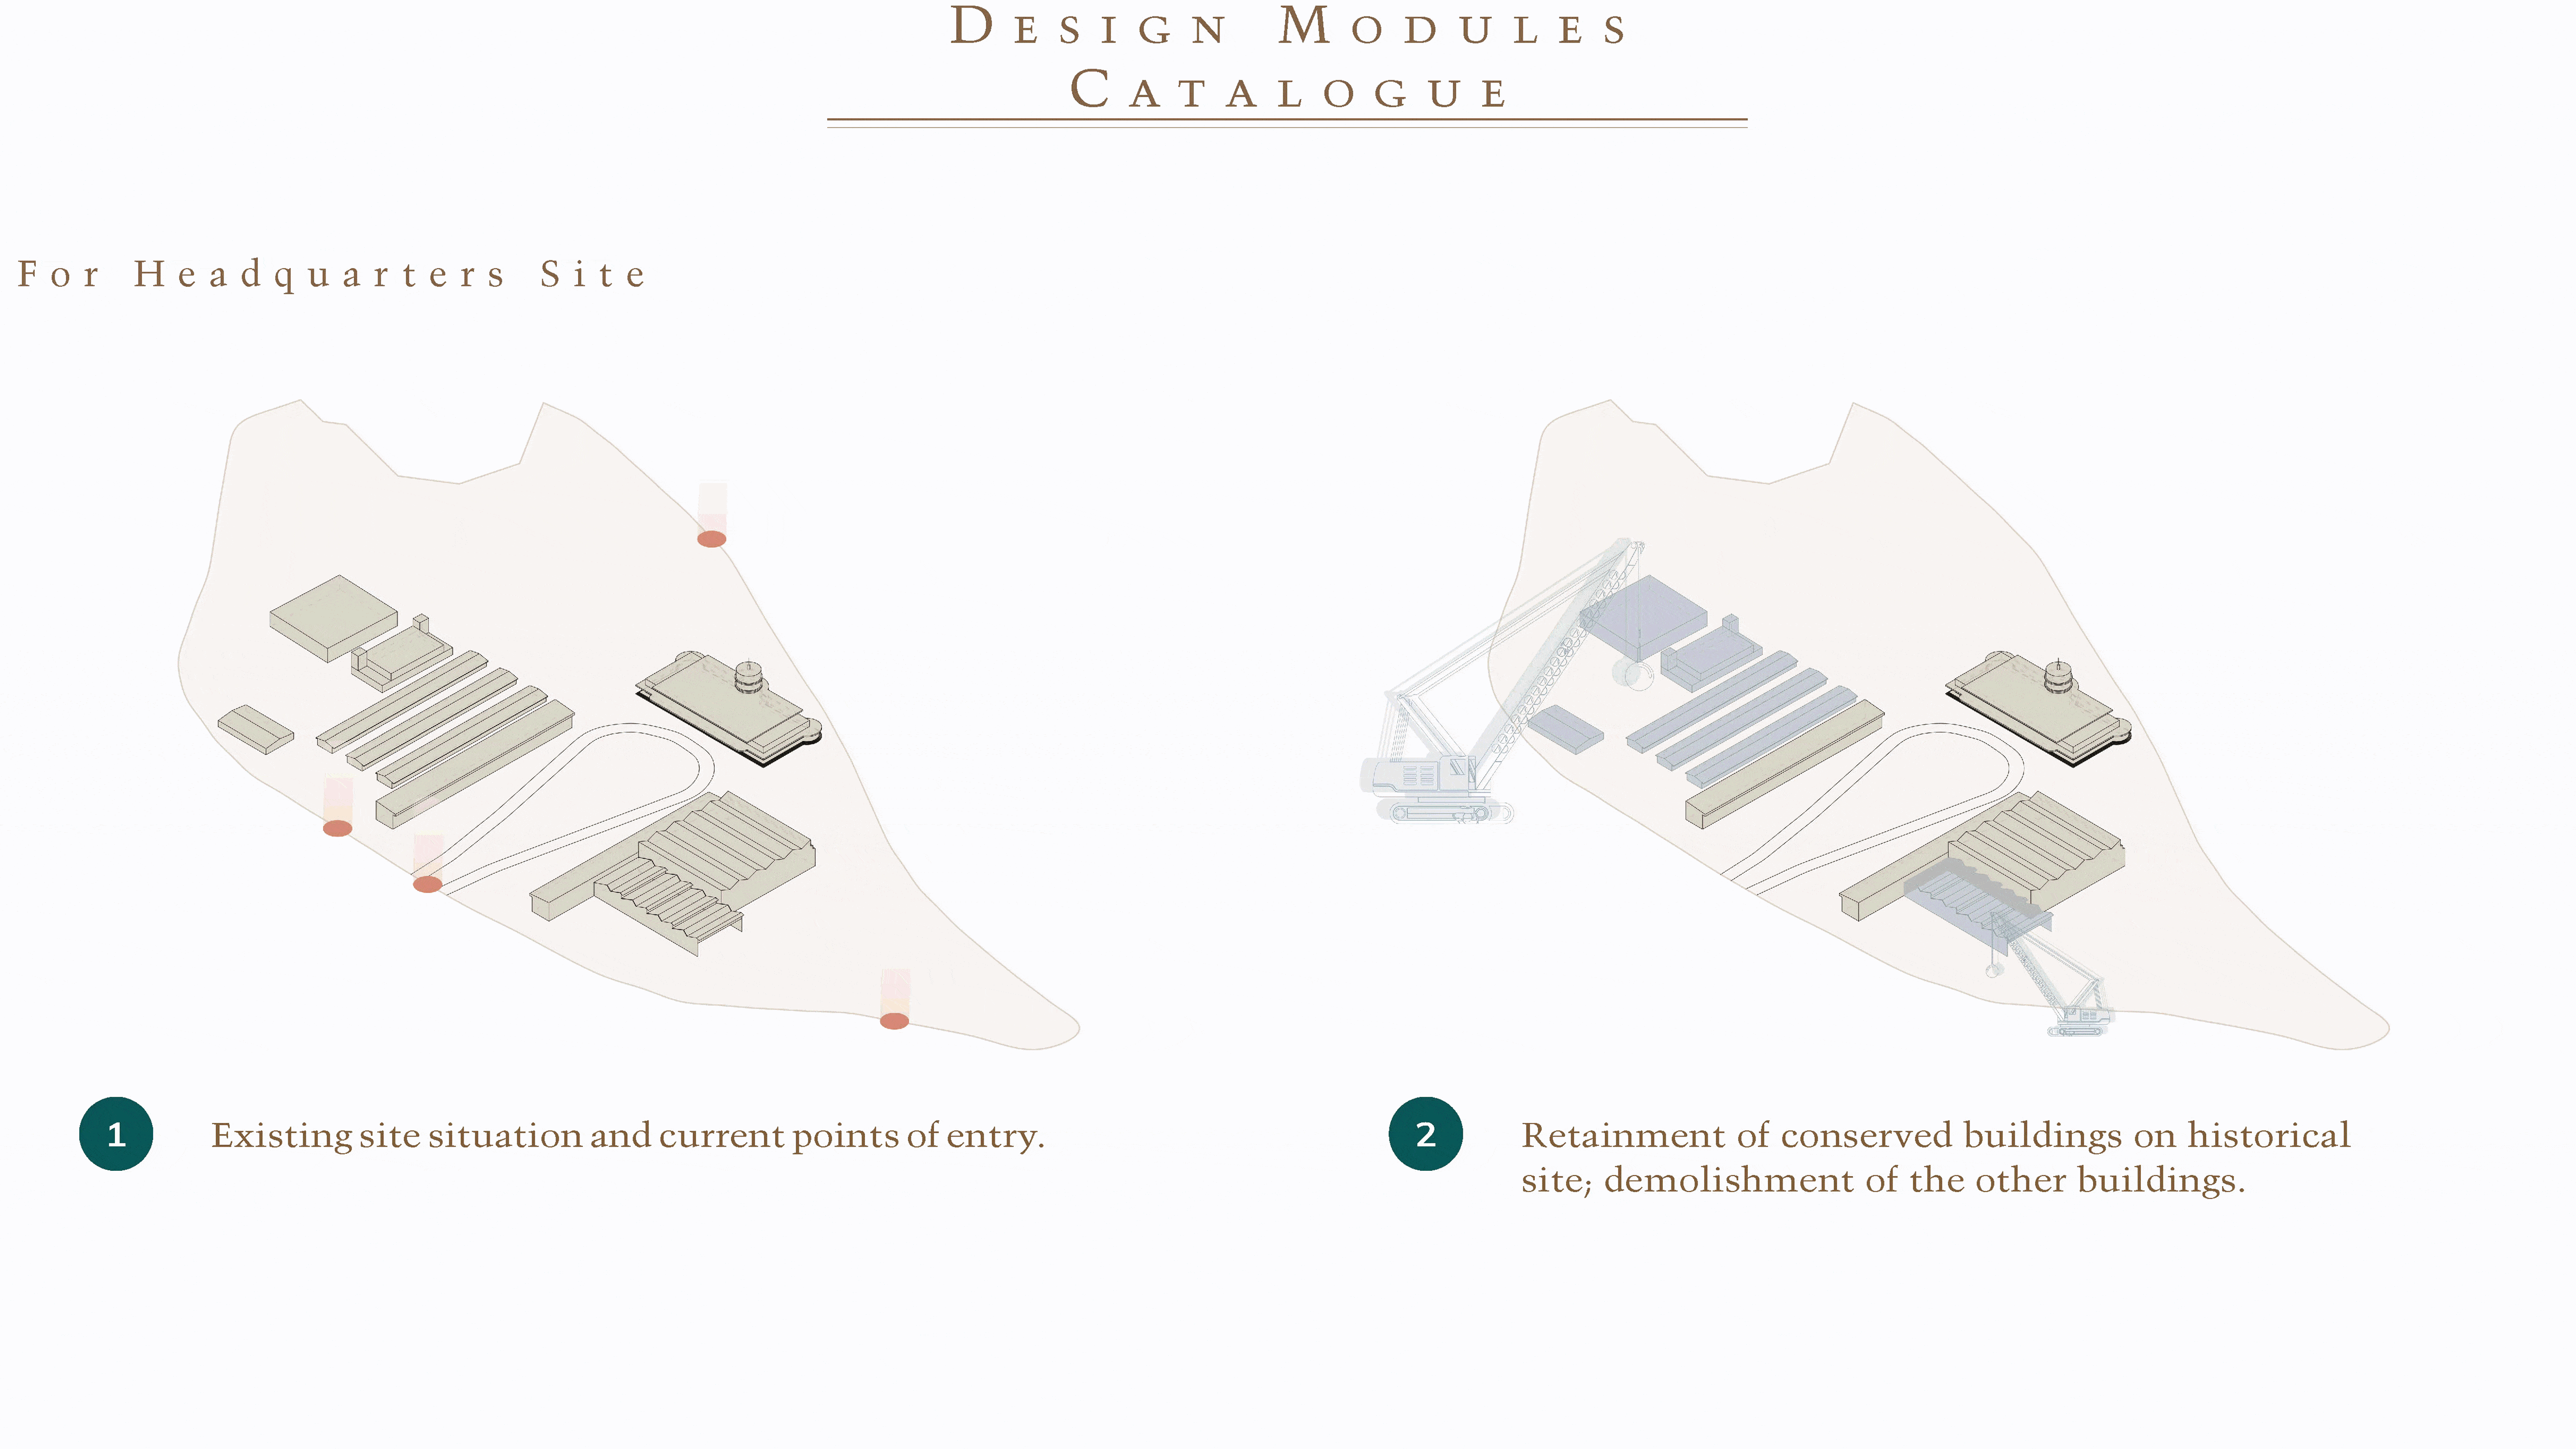 DESIGN MODULES
CATALOGUE
For Headquarters Site
1
Existing site situation and current points of entry.
2
Retainment of conserved buildings on historical
site; demolishment of the other buildings.